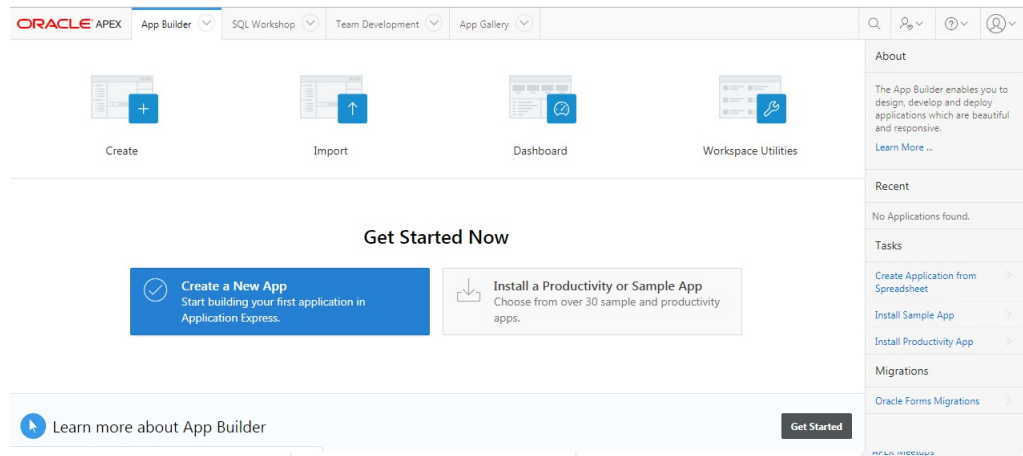 ORACLE APEX App Builder SQL Workshop Team Development App Gallery
Create
Import
Dashboard
Workspace Utilities
Get Started Now
Create a New App
Start building your first application in
Application Express.
Install a Productivity or Sample App
Choose from over 30 sample and productivity
apps.
Learn more about App Builder
Get Started
About
The App Builder enables you to
design, develop and deploy
applications which are beautiful
and responsive.
Learn More ...
Recent
No Applications found.
Tasks
Create Application from
Spreadsheet
Install Sample App
Install Productivity App
Migrations
Oracle Forms Migrations